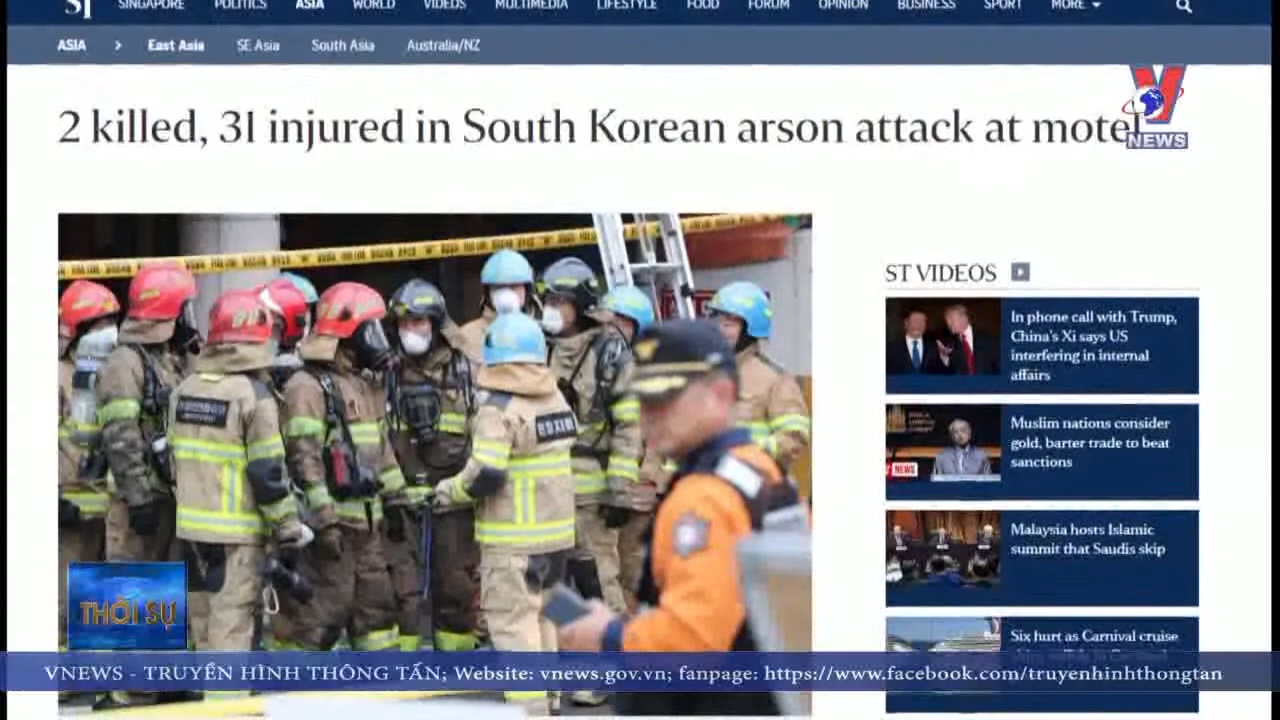 ST
SINGAPORE POLITICS ASIA WORLD VIDEOS MULTIMEDIA LIFESTYLE FOOD FORUM OPINION BUSINESS SPORT MORE
ASIA > East Asia SE Asia South Asia Australia/NZ
2 killed, 31 injured in South Korean arson attack at motel
V
NEWS
ST VIDEOS
In phone call with Trump,
China's Xi says US
interfering in internal
affairs
NEWS
Muslim nations consider
gold, barter trade to beat
sanctions
Malaysia hosts Islamic
summit that Saudis skip
Six hurt as Carnival cruise
THỜI SỰ
VNEWS - TRUYỀN HÌNH THÔNG TẤN; Website: vnews.gov.vn; fanpage: https://www.facebook.com/truyenhinhthongtan